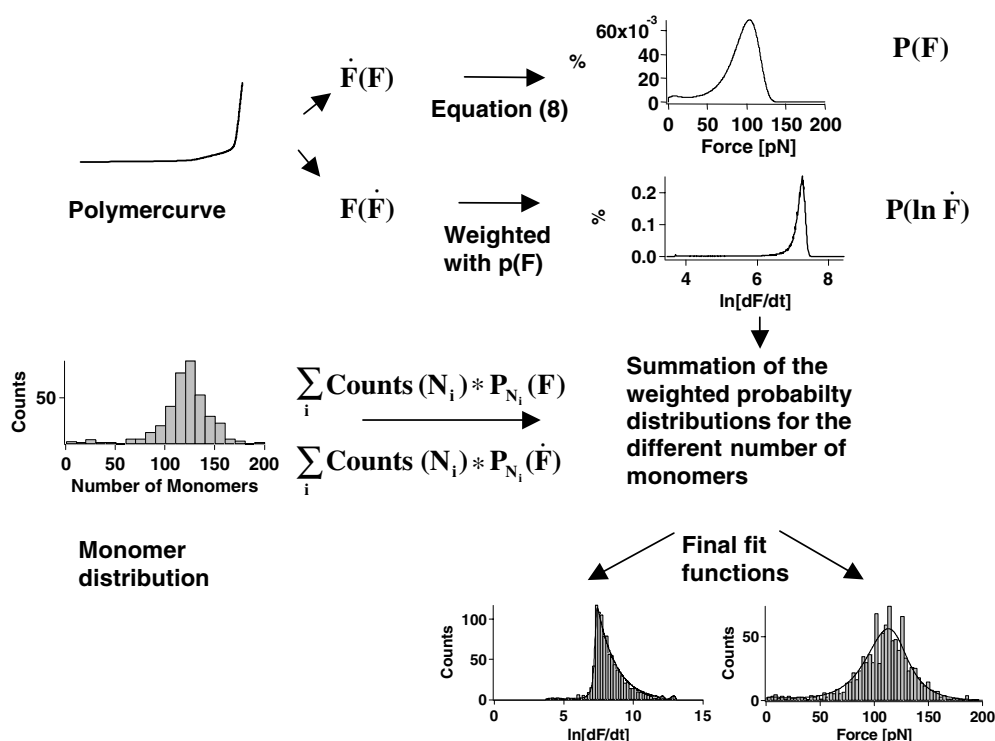 Ḟ(F)
Equation (8)
%
60x10⁻³
40
20
0
0 50 100 150 200
Force [pN]
P(F)
Polymercurve
F(Ḟ)
Weighted
with p(F)
%
0.2
0.1
0.0
4 6 8
ln[dF/dt]
P(ln Ḟ)
Counts
50
0 50 100 150 200
Number of Monomers
Monomer
distribution
∑ᵢ Counts (Nᵢ) * P_Nᵢ (F)
∑ᵢ Counts (Nᵢ) * P_Nᵢ (Ḟ)
Summation of the
weighted probabilty
distributions for the
different number of
monomers
Final fit
functions
Counts
100
50
0
0 5 10 15
ln[dF/dt]
Counts
50
0
0 50 100 150 200
Force [pN]